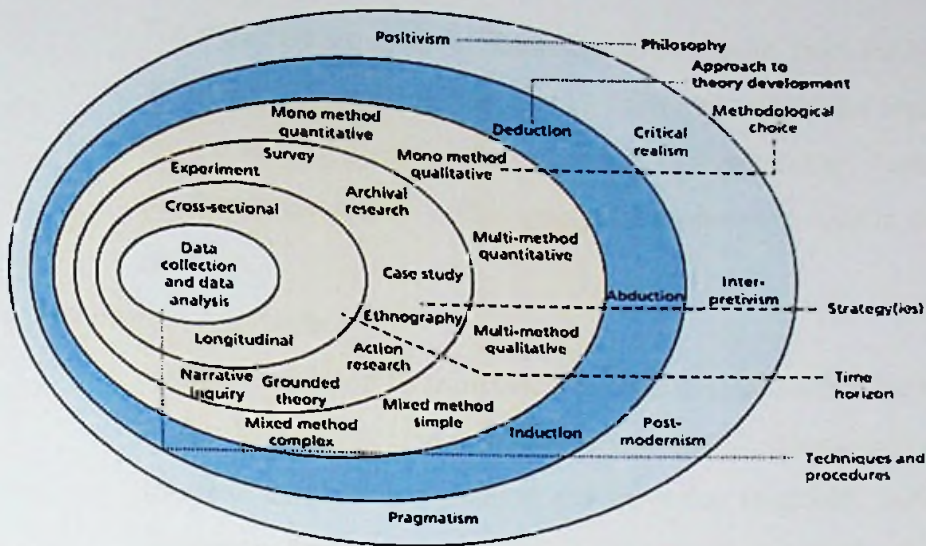 Positivism
Philosophy
Approach to
theory development
Methodological
choice
Mono method
quantitative
Deduction
Critical
realism
Survey
Mono method
qualitative
Experiment
Archival
research
Cross-sectional
Data
collection
and data
analysis
Multi-method
quantitative
Case study
Abduction
Inter-
pretivism
Strategy(ies)
Ethnography
Multi-method
qualitative
Longitudinal
Action
research
Time
horizon
Narrative
inquiry
Grounded
theory
Mixed method
simple
Mixed method
complex
Induction
Post-
modernism
Techniques and
procedures
Pragmatism